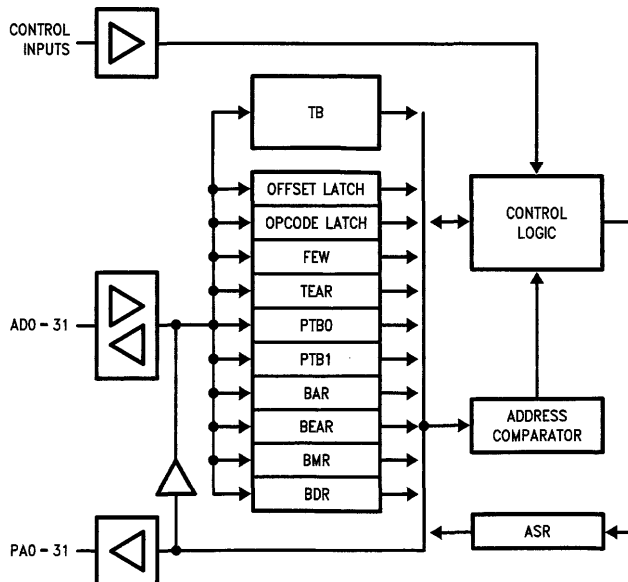 CONTROL
INPUTS
TB
OFFSET LATCH
OPCODE LATCH
FEW
TEAR
PTB0
PTB1
BAR
BEAR
BMR
BDR
CONTROL
LOGIC
AD0-31
ADDRESS
COMPARATOR
ASR
PA0-31